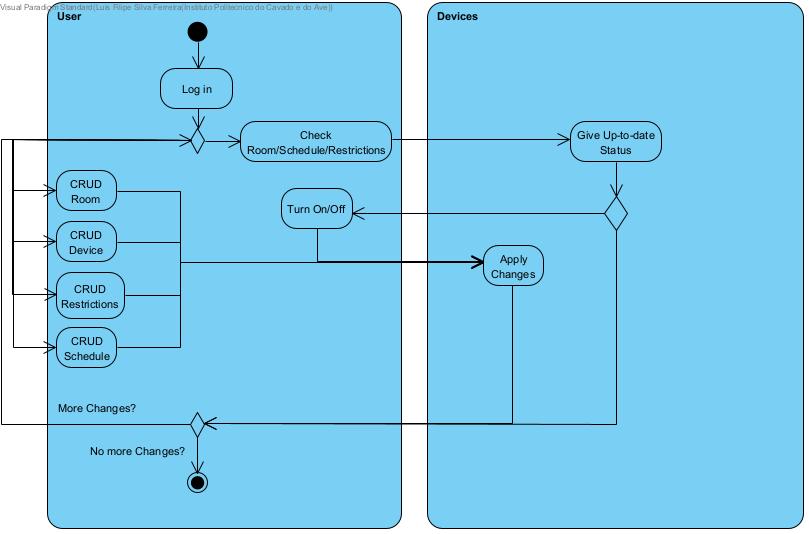 Visual Paradigm Standard(Luis Filipe Silva Ferreira(Instituto Politecnico do Cavado e do Ave))
User
Devices
Log in
Check
Room/Schedule/Restrictions
Give Up-to-date
Status
CRUD
Room
Turn On/Off
CRUD
Device
Apply
Changes
CRUD
Restrictions
CRUD
Schedule
More Changes?
No more Changes?